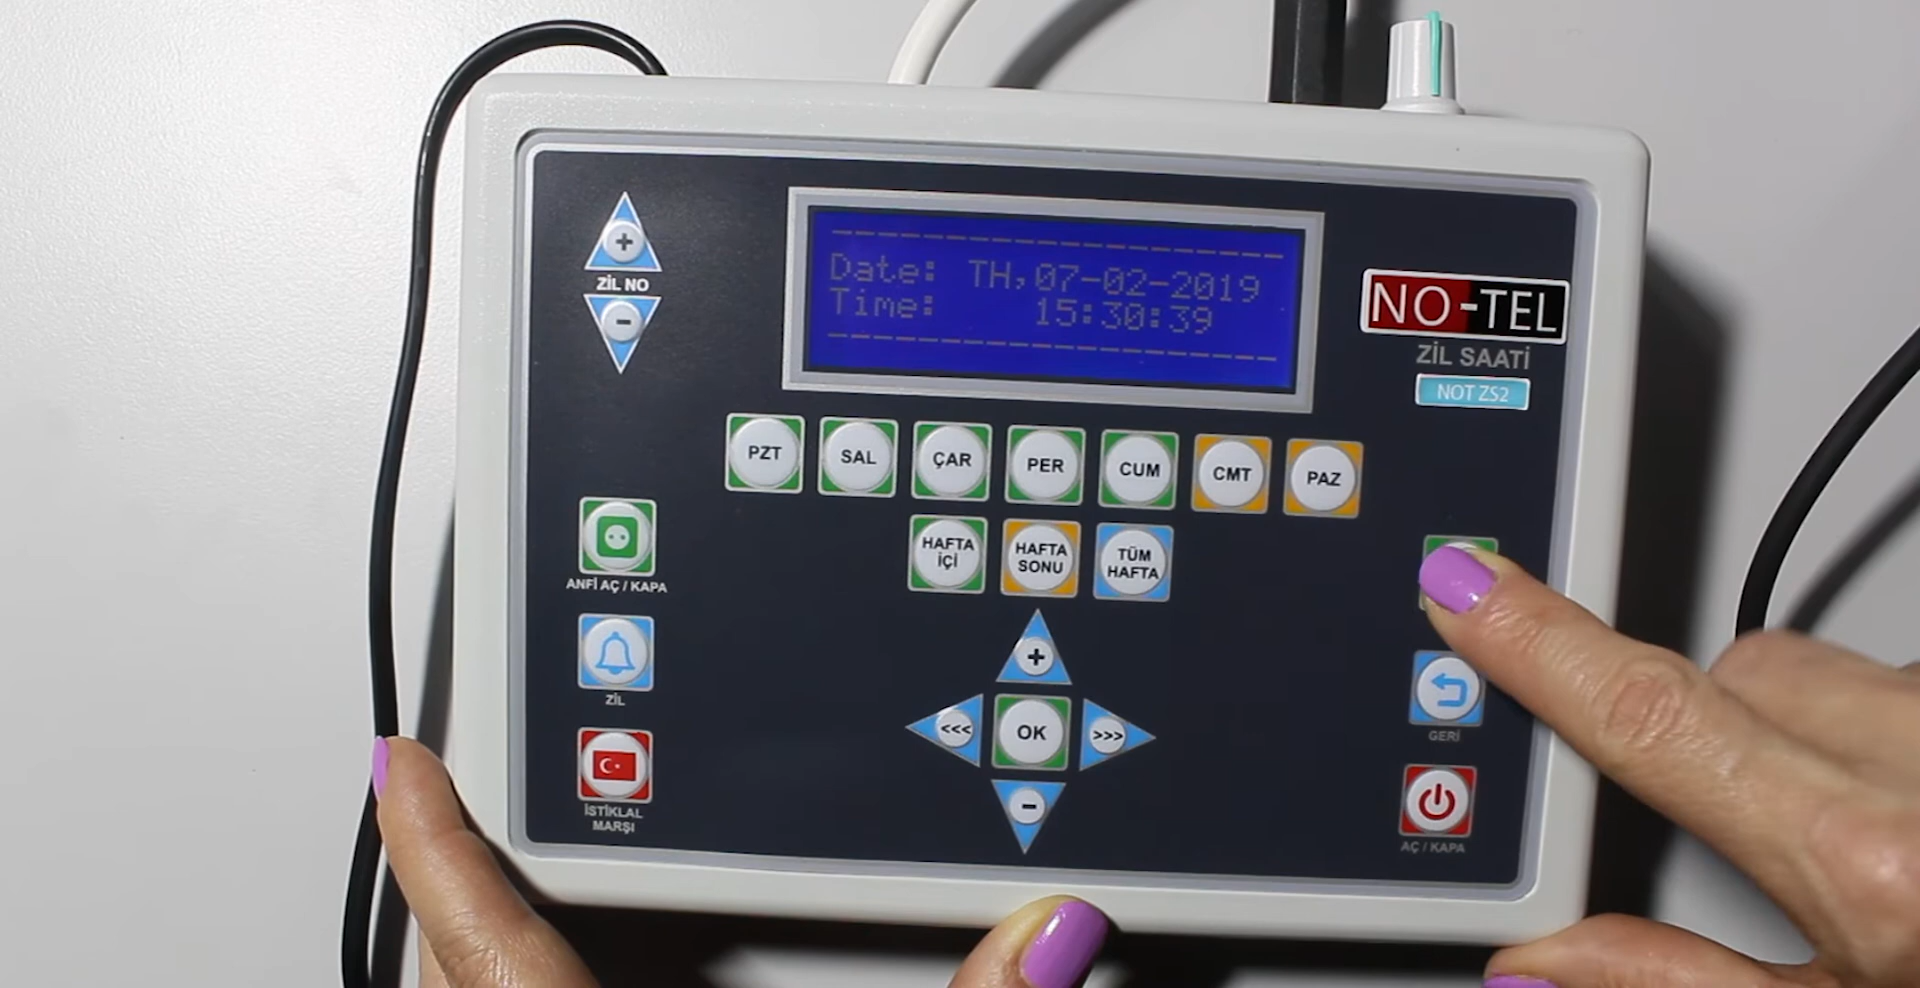 ----------------------
Date: TH,07-02-2019
Time: 15:30:39
----------------------
+
ZİL NO
-
NO-TEL
ZİL SAATİ
NOT ZS2
PZT
SAL
ÇAR
PER
CUM
CMT
PAZ
HAFTA
İÇİ
HAFTA
SONU
TÜM
HAFTA
ANFİ AÇ / KAPA
ZİL
İSTİKLAL
MARŞI
+
<<<
OK
>>>
-
GERİ
AÇ / KAPA